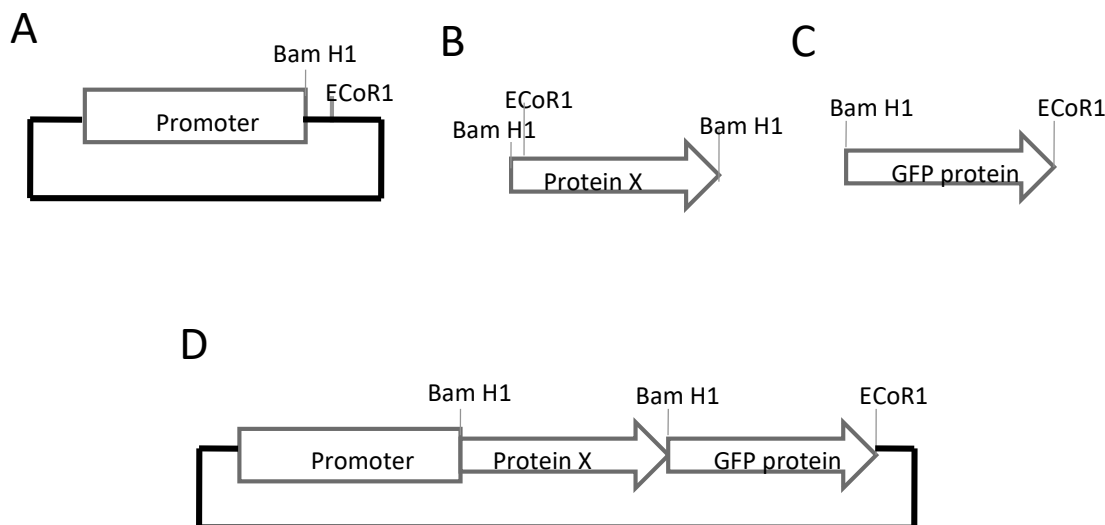 A
Bam H1
ECoR1
Promoter
B
ECoR1
Bam H1
Bam H1
Protein X
C
Bam H1
ECoR1
GFP protein
D
Bam H1
Bam H1
ECoR1
Promoter
Protein X
GFP protein